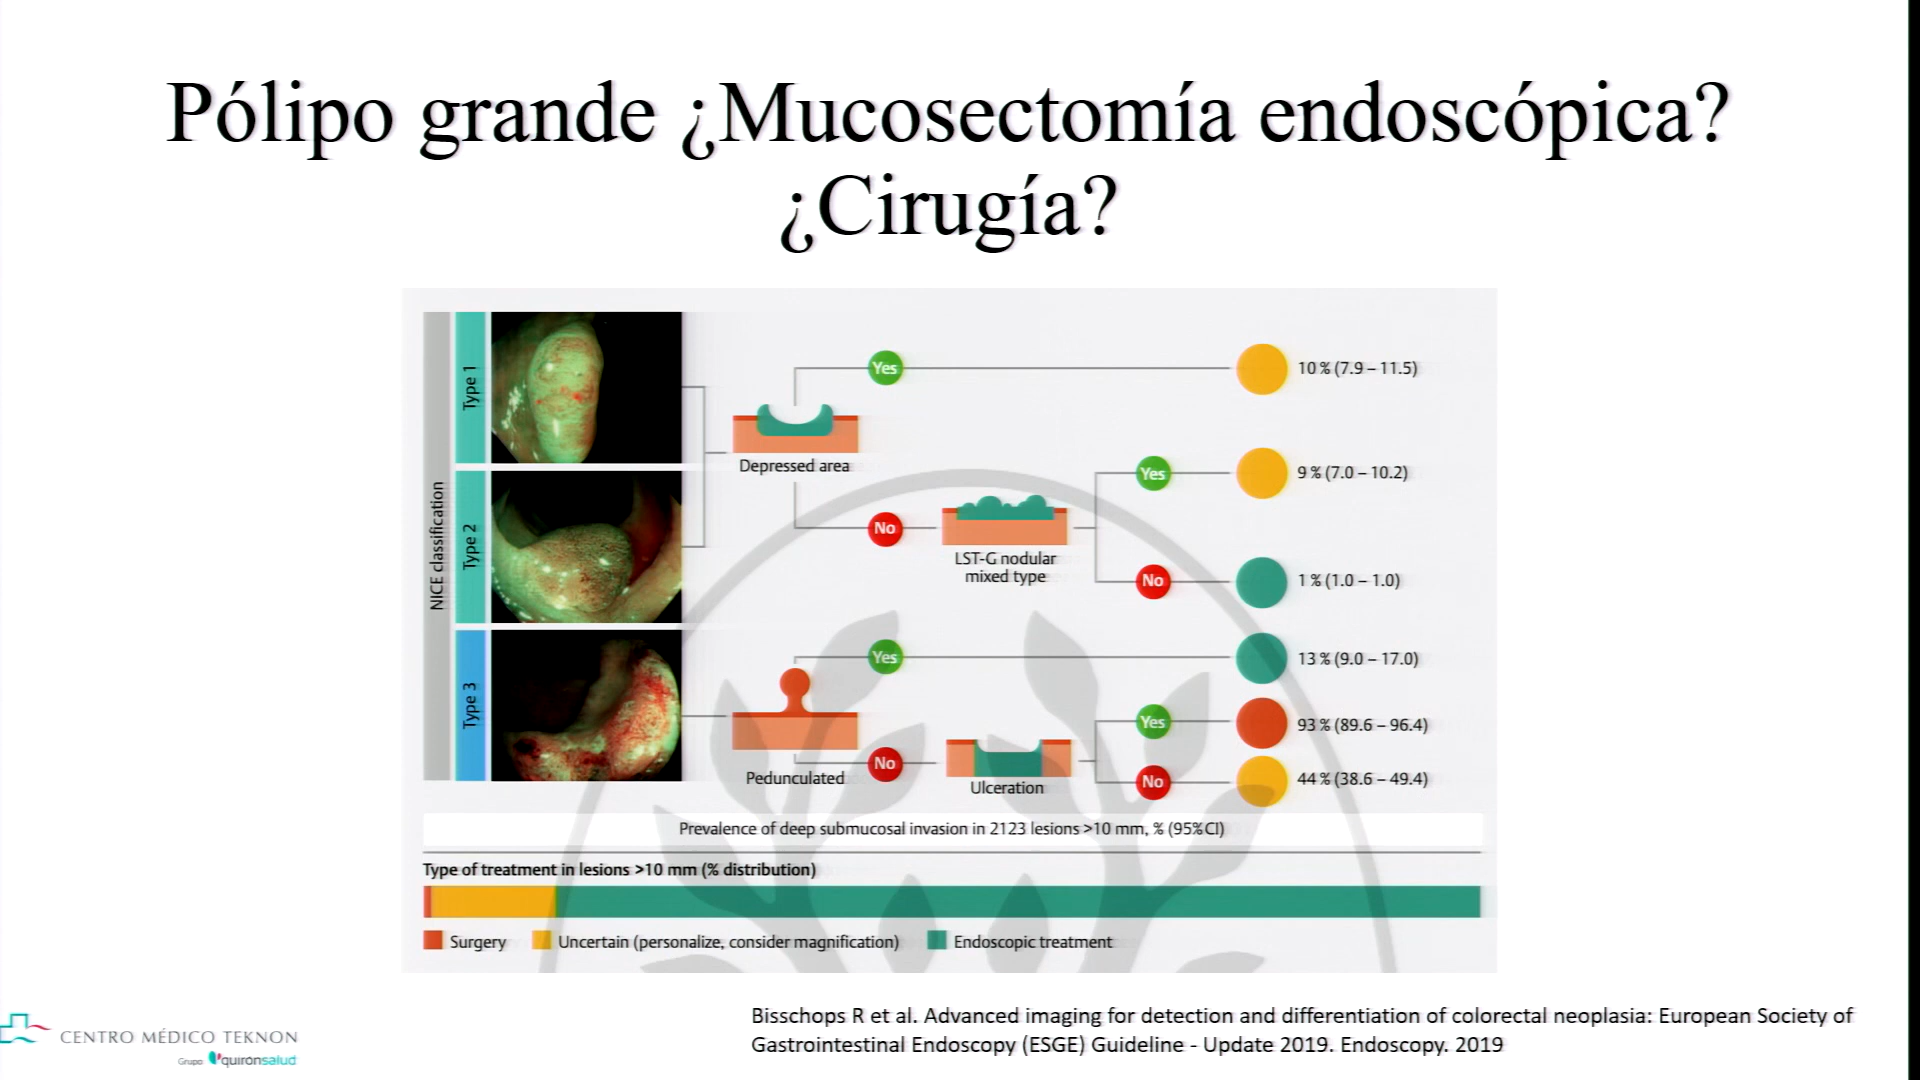 Pólipo grande ¿Mucosectomía endoscópica?
¿Cirugía?
NICE classification
Type 1
Type 2
Type 3
Depressed area
Yes
10 % (7.9 – 11.5)
No
LST-G nodular
mixed type
Yes
9 % (7.0 – 10.2)
No
1 % (1.0 – 1.0)
Pedunculated
Yes
13 % (9.0 – 17.0)
No
Ulceration
Yes
93 % (89.6 – 96.4)
No
44 % (38.6 – 49.4)
Prevalence of deep submucosal invasion in 2123 lesions >10 mm, % (95%CI)
Type of treatment in lesions >10 mm (% distribution)
Surgery
Uncertain (personalize, consider magnification)
Endoscopic treatment
Bisschops R et al. Advanced imaging for detection and differentiation of colorectal neoplasia: European Society of
Gastrointestinal Endoscopy (ESGE) Guideline - Update 2019. Endoscopy. 2019
CENTRO MÉDICO TEKNON
Grupo quirónsalud